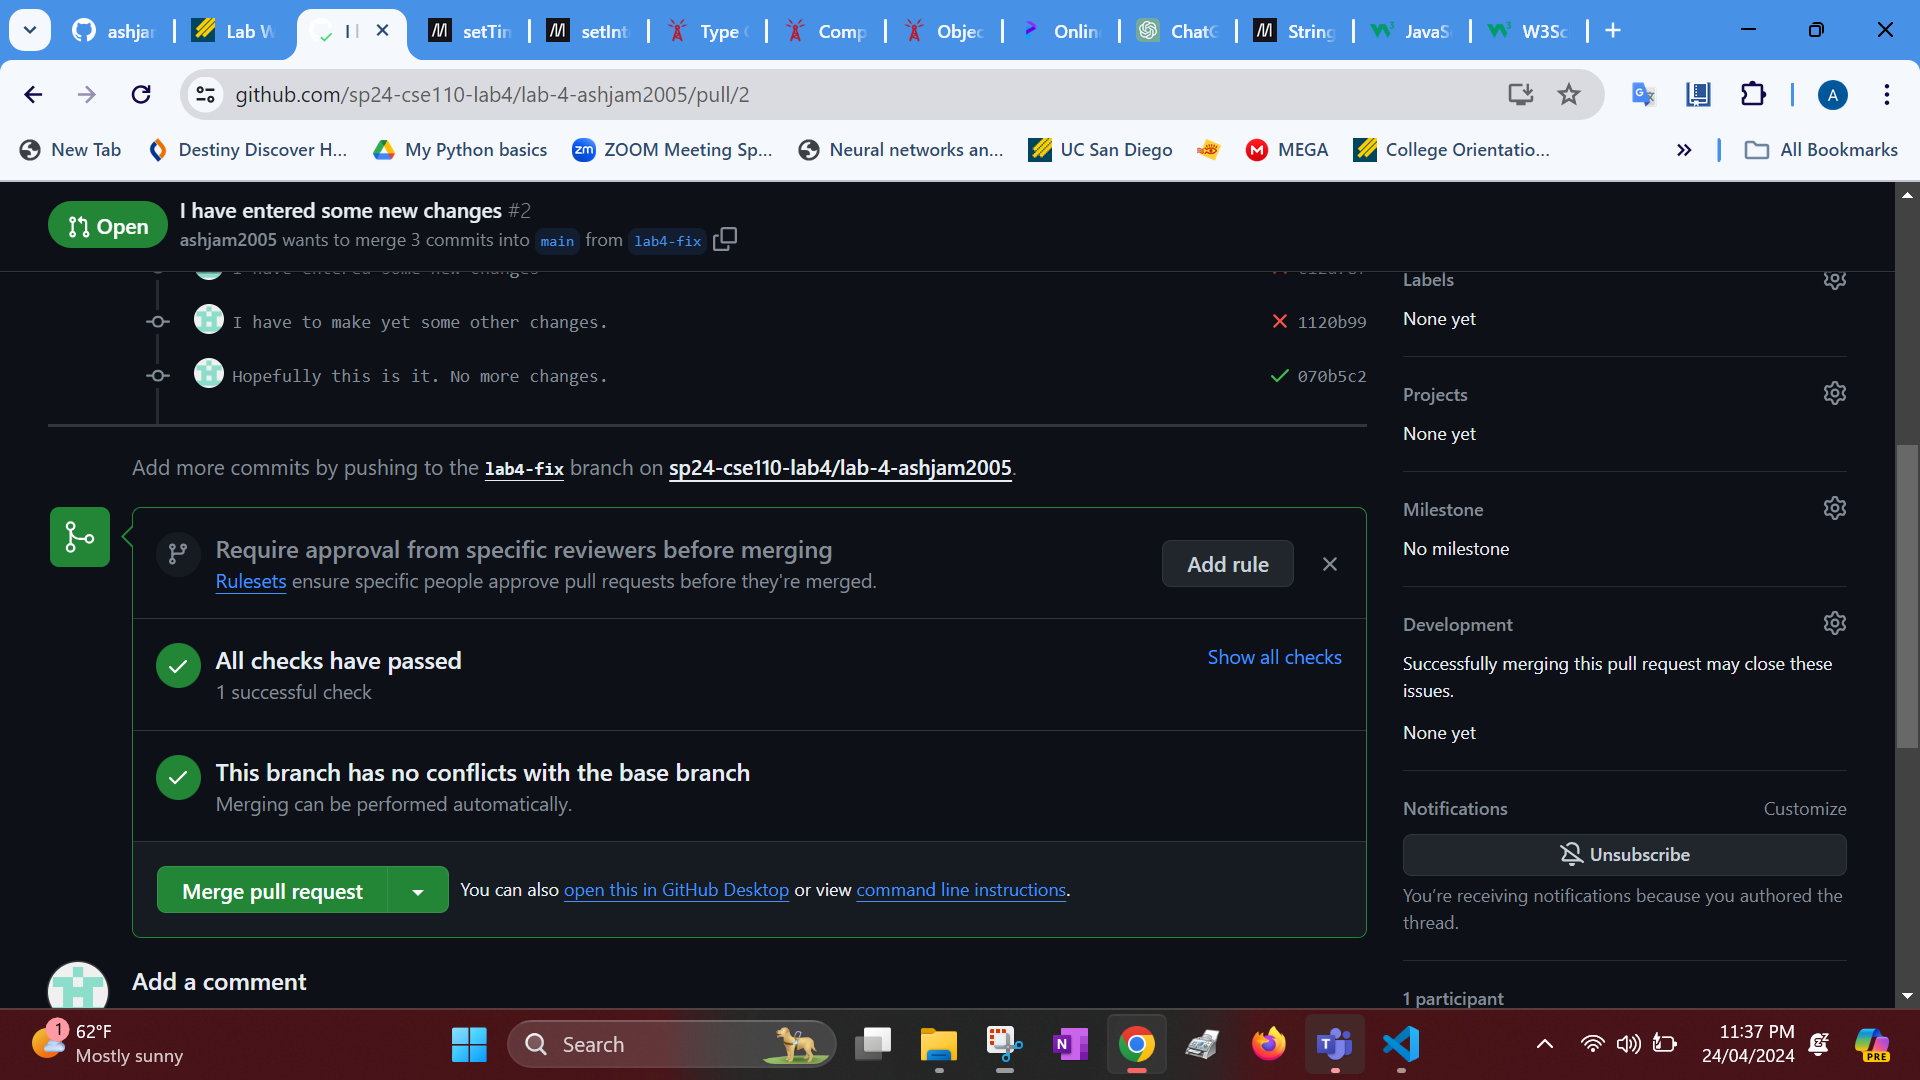 ashjar
Lab W
I l
setTin
setInt
Type
Comp
Objec
Onlin
ChatG
String
JavaS
W3Sc
github.com/sp24-cse110-lab4/lab-4-ashjam2005/pull/2
A
New Tab
Destiny Discover H...
My Python basics
ZOOM Meeting Sp...
Neural networks an...
UC San Diego
MEGA
College Orientatio...
All Bookmarks
Open
I have entered some new changes #2
ashjam2005 wants to merge 3 commits into main from lab4-fix
I have entered some new changes
I have to make yet some other changes.
1120b99
Hopefully this is it. No more changes.
070b5c2
Add more commits by pushing to the lab4-fix branch on sp24-cse110-lab4/lab-4-ashjam2005.
Require approval from specific reviewers before merging
Rulesets ensure specific people approve pull requests before they're merged.
Add rule
All checks have passed
1 successful check
Show all checks
This branch has no conflicts with the base branch
Merging can be performed automatically.
Merge pull request
You can also open this in GitHub Desktop or view command line instructions.
Add a comment
Labels
None yet
Projects
None yet
Milestone
No milestone
Development
Successfully merging this pull request may close these
issues.
None yet
Notifications
Customize
Unsubscribe
You're receiving notifications because you authored the
thread.
1 participant
1
62°F
Mostly sunny
Search
11:37 PM
24/04/2024
PRE